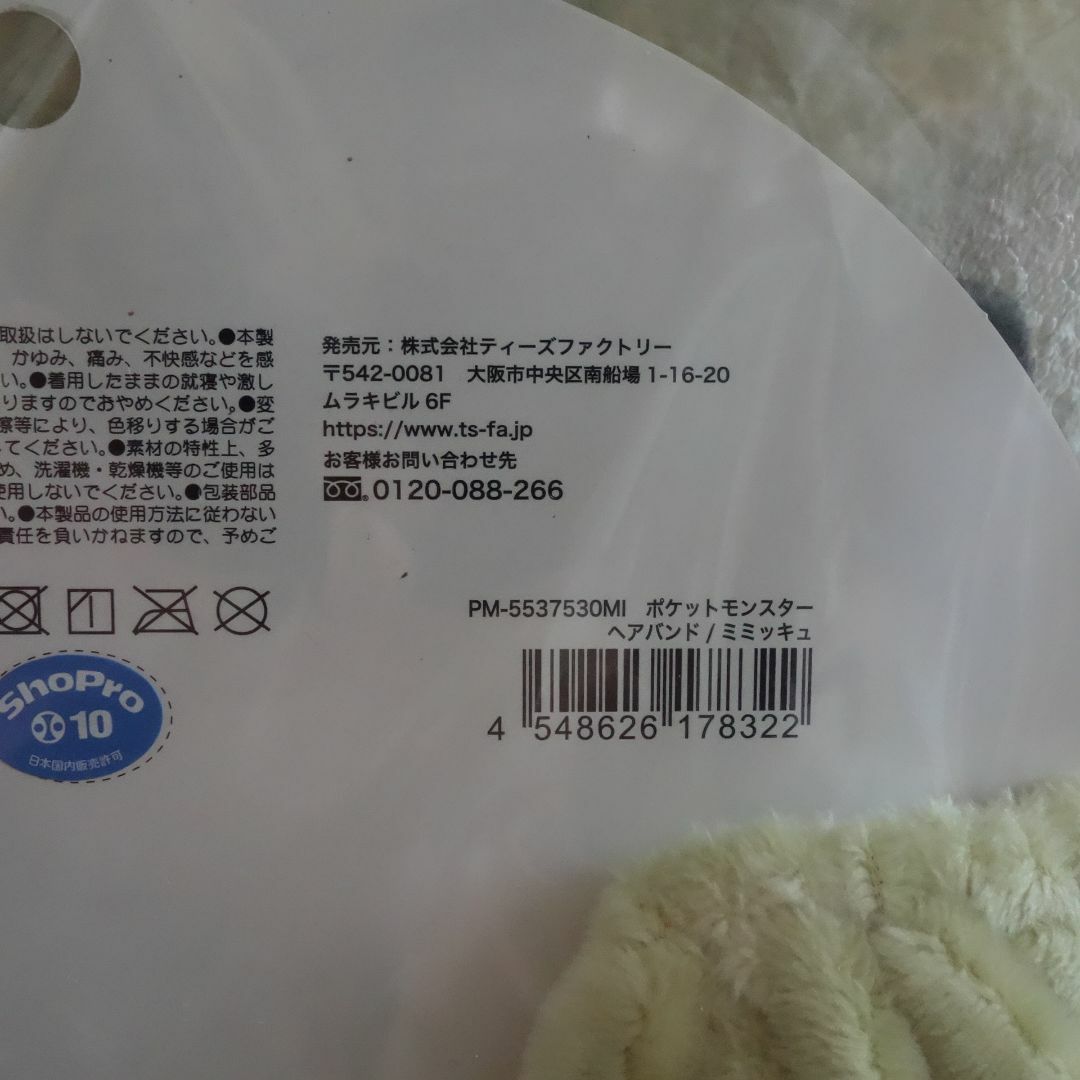 取扱はしないでください。●本製
かゆみ、痛み、不快感などを感
い。●着用したままの就寝や激し
りますのでおやめください。●変
擦等により、色移りする場合がご
てください。●素材の特性上、多
め、洗濯機・乾燥機等のご使用は
使用しないでください。●包装部品
い。●本製品の使用方法に従わない
責任を負いかねますので、予めご
発売元：株式会社ティーズファクトリー
〒542-0081 大阪市中央区南船場 1-16-20
ムラキビル 6F
https://www.ts-fa.jp
お客様お問い合わせ先
0120-088-266
PM-5537530MI ポケットモンスター
ヘアバンド / ミミッキュ
4 548626 178322
ShoPro
10
日本国内販売許可